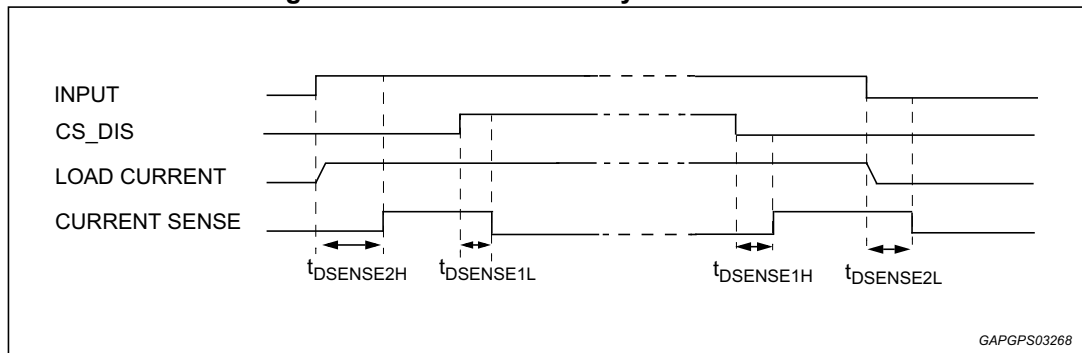 INPUT
CS_DIS
LOAD CURRENT
CURRENT SENSE
tDSENSE2H tDSENSE1L tDSENSE1H tDSENSE2L
GAPGPS03268